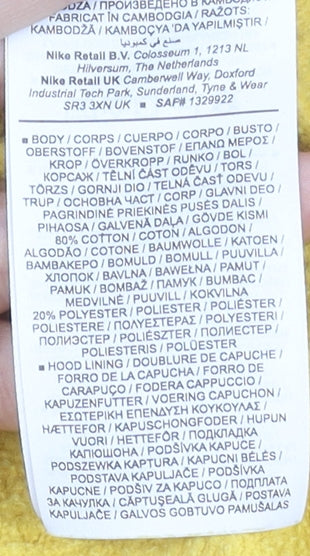 FABRICAT ÎN CAMBODGIA / RAŽOTS:
KAMBODŽĀ / KAMBOÇYA 'DA YAPILMIŞTIR /
صنع في كمبوديا
Nike Retail B.V. Colosseum 1, 1213 NL
Hilversum, The Netherlands
Nike Retail UK Camberwell Way, Doxford
Industrial Tech Park, Sunderland, Tyne & Wear
SR3 3XN UK ■ SAP# 1329922
■ BODY / CORPS / CUERPO / CORPO / BUSTO /
OBERSTOFF / BOVENSTOF / ΕΠΑΝΩ ΜΕΡΟΣ /
KROP / ÖVERKROPP / RUNKO / BOL /
КОРСАЖ / TĚLNÍ ČÁST ODĚVU / TORS /
TÖRZS / GORNJI DIO / TELNÁ ČASŤ ODEVU /
TRUP / ОСНОВНА ЧАСТ / CORP / GLAVNI DEO /
PAGRINDINĖ PRIEKINĖS PUSĖS DALIS /
PIHAOSA / GALVENĀ DAĻA / GÖVDE KISMI
80% COTTON / COTON / ALGODON /
ALGODÃO / COTONE / BAUMWOLLE / KATOEN /
ΒΑΜΒΑΚΕΡΟ / BOMULD / BOMULL / PUUVILLA /
ХЛОПОК / BAVLNA / BAWEŁNA / PAMUT /
PAMUK / BOMBAŽ / ПАМУК / BUMBAC /
MEDVILNĖ / PUUVILL / KOKVILNA
20% POLYESTER / POLIESTER / POLIÉSTER /
POLIESTERE / ΠΟΛΥΕΣΤΕΡΑΣ / POLYESTERI /
ПОЛИЭСТЕР / POLIÉSZTER / ПОЛИЕСТЕР /
POLIESTERIS / POLÜESTER
■ HOOD LINING / DOUBLURE DE CAPUCHE /
FORRO DE LA CAPUCHA / FORRO DE
CARAPUÇO / FODERA CAPPUCCIO /
KAPUZENFUTTER / VOERING CAPUCHON /
ΕΣΩΤΕΡΙΚΗ ΕΠΕΝΔΥΣΗ ΚΟΥΚΟΥΛΑΣ /
HÆTTEFOR / KAPUSCHONGFODER / HUPUN
VUORI / HETTEFÔR / ПОДКЛАДКА
КАПЮШОНА / PODŠÍVKA KAPUCE /
PODSZEWKA KAPTURA / KAPUCNI BÉLÉS /
PODSTAVA KAPULJAČE / PODŠÍVKA
KAPUCNE / PODŠIV ZA KAPUCO / ПОДПЛАТА
ЗА КАЧУЛКА / CĂPTUŞEALĂ GLUGĂ / POSTAVA
KAPULJAČE / GALVOS GOBTUVO PAMUŠALAS